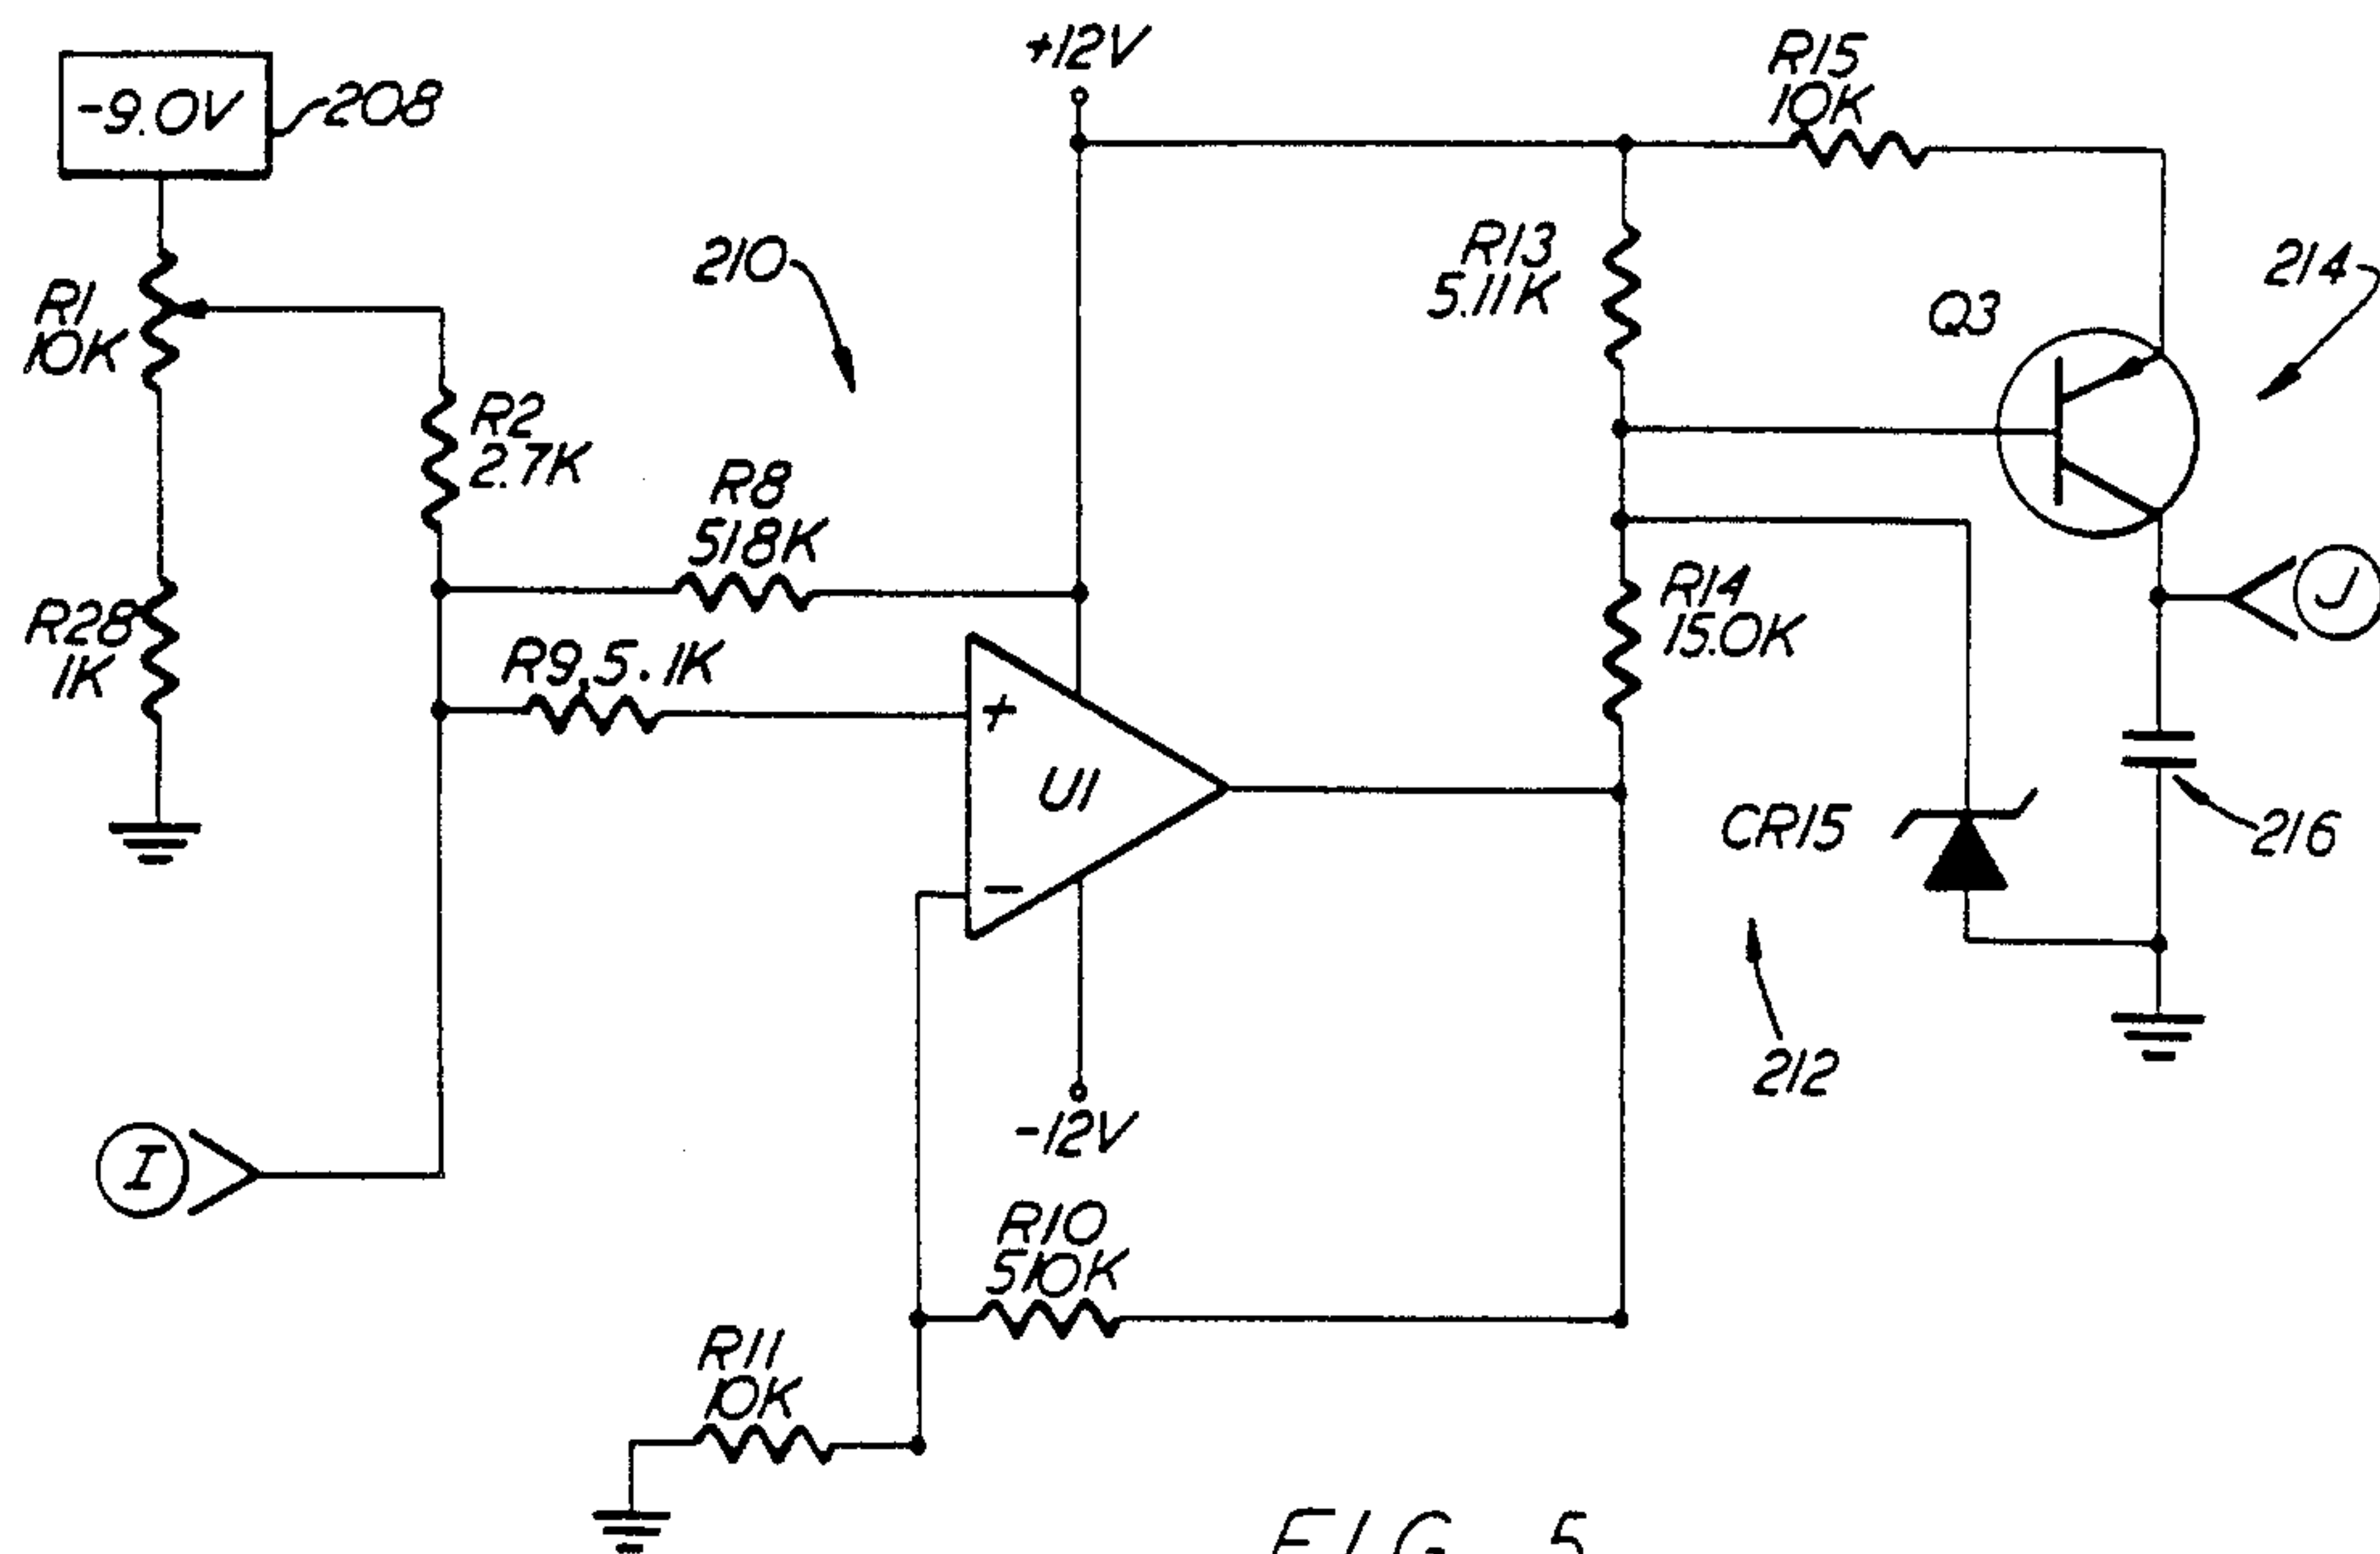 -9.0V
208
+12V
R15
10K
210
R1
10K
R13
5.11K
Q3
214
R2
2.7K
R8
518K
R14
15.0K
J
R28
1K
R9,5.1K
+
U1
-
CR15
216
-12V
212
I
R10
510K
R11
10K
FIG 5